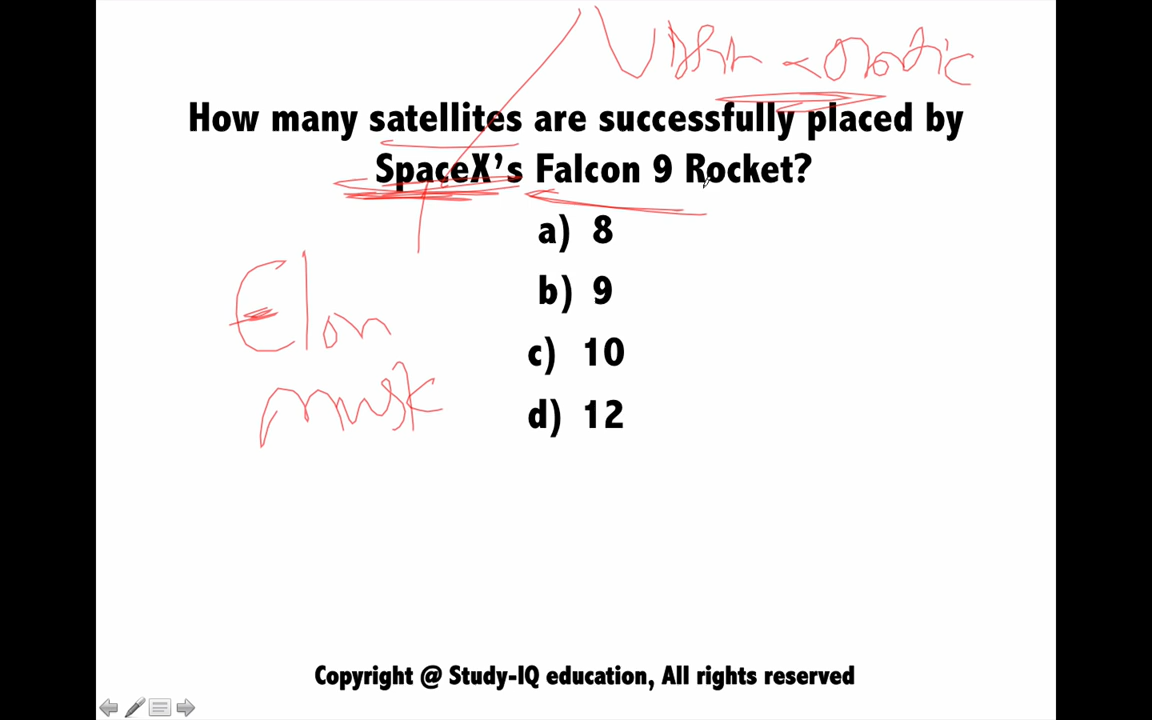 How many satellites are successfully placed by
SpaceX's Falcon 9 Rocket?
a) 8
b) 9
c) 10
d) 12
Elon
musk
Copyright @ Study-IQ education, All rights reserved